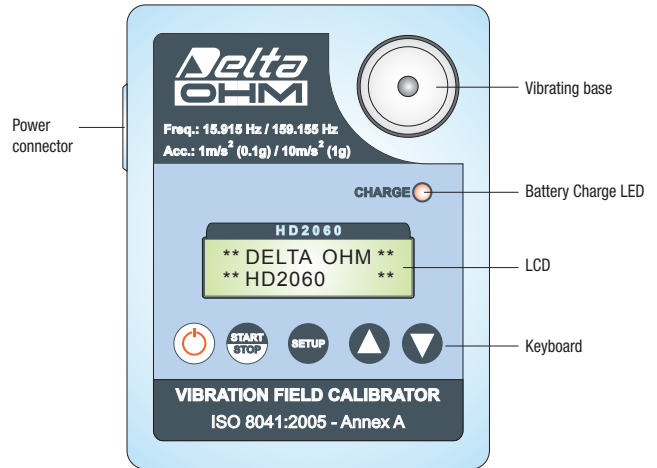 Delta
OHM
Freq.: 15.915 Hz / 159.155 Hz
Acc.: 1m/s² (0.1g) / 10m/s² (1g)
Power
connector
Vibrating base
CHARGE
Battery Charge LED
HD2060
** DELTA OHM **
** HD2060 **
LCD
START
STOP
SETUP
Keyboard
VIBRATION FIELD CALIBRATOR
ISO 8041:2005 - Annex A